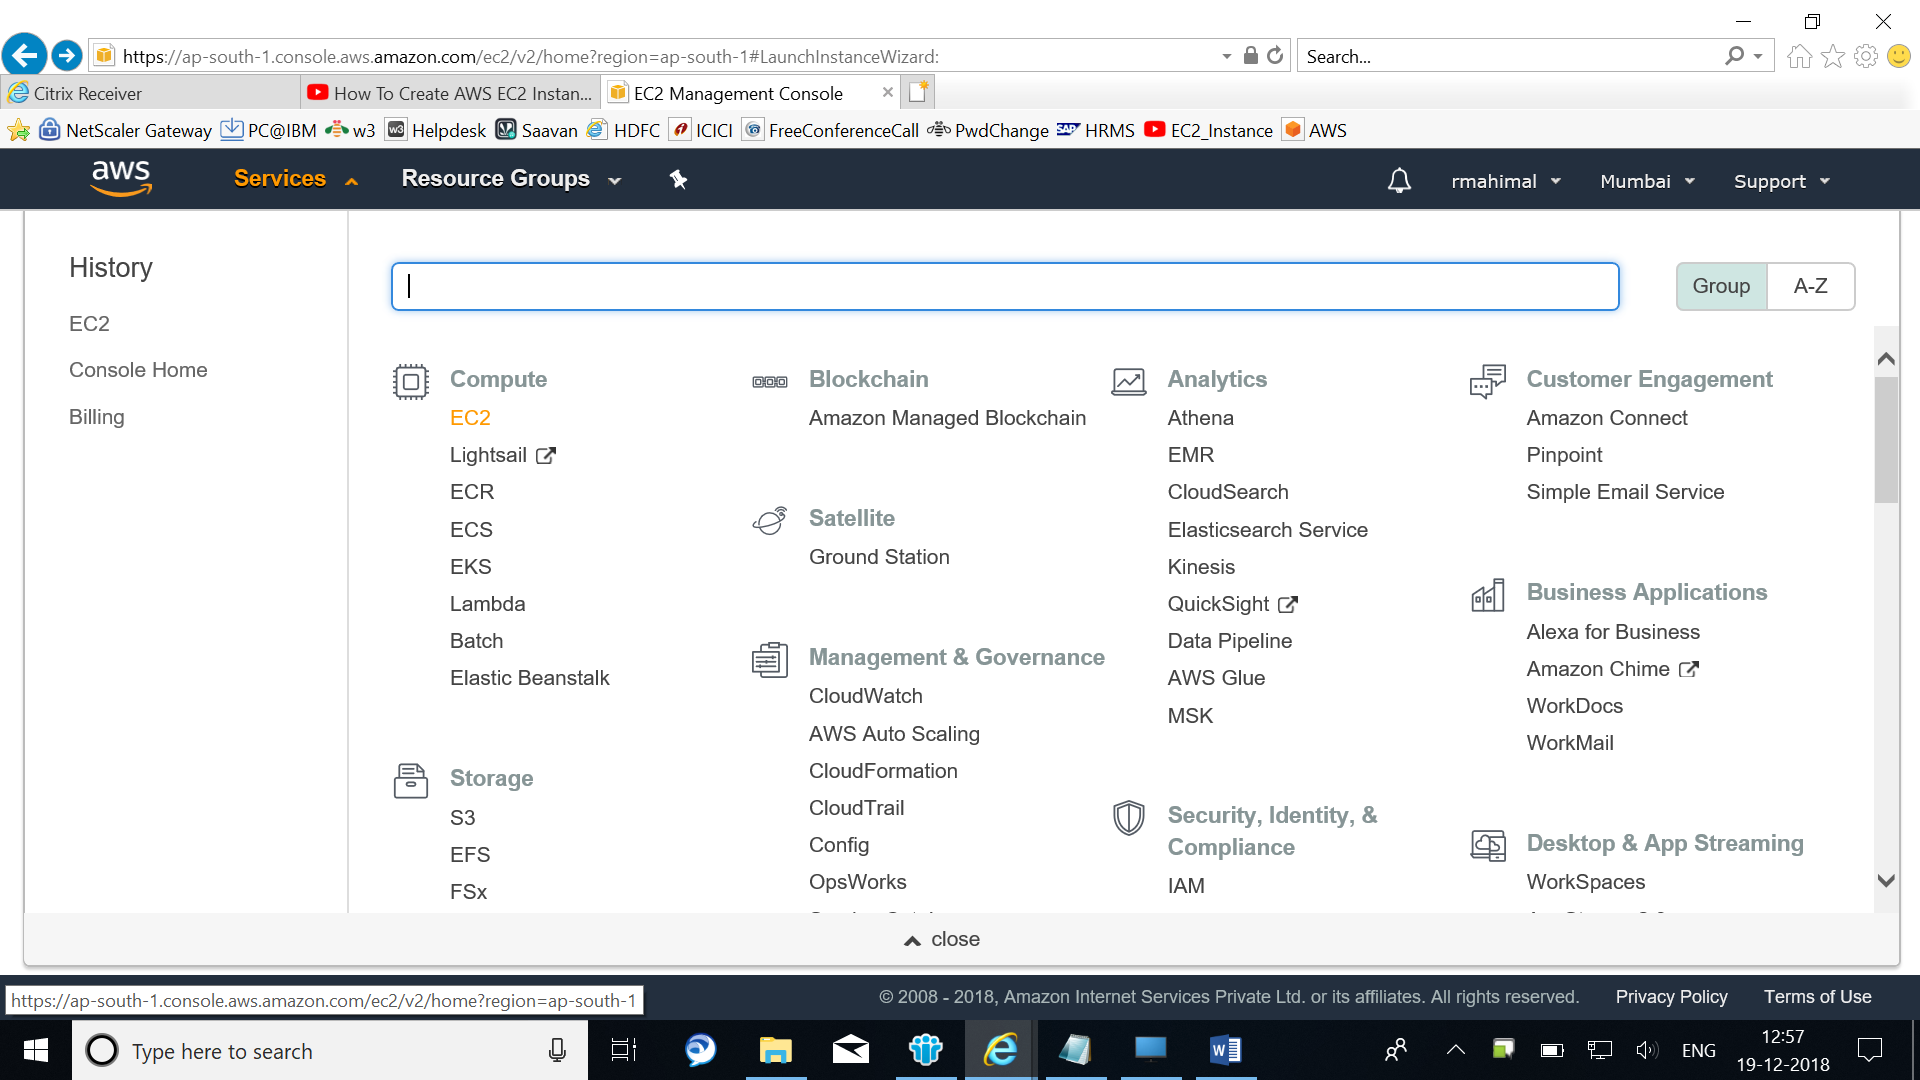 https://ap-south-1.console.aws.amazon.com/ec2/v2/home?region=ap-south-1#LaunchInstanceWizard:
Search...
Citrix Receiver
How To Create AWS EC2 Instan...
EC2 Management Console
NetScaler Gateway
PC@IBM
w3
w3 Helpdesk
Saavan
HDFC
ICICI
FreeConferenceCall
PwdChange
SAP HRMS
EC2_Instance
AWS
aws
Services
Resource Groups
rmahimal
Mumbai
Support
History
EC2
Console Home
Billing
Group
A-Z
Compute
EC2
Lightsail
ECR
ECS
EKS
Lambda
Batch
Elastic Beanstalk
Storage
S3
EFS
FSx
Blockchain
Amazon Managed Blockchain
Satellite
Ground Station
Management & Governance
CloudWatch
AWS Auto Scaling
CloudFormation
CloudTrail
Config
OpsWorks
Analytics
Athena
EMR
CloudSearch
Elasticsearch Service
Kinesis
QuickSight
Data Pipeline
AWS Glue
MSK
Security, Identity, &
Compliance
IAM
Customer Engagement
Amazon Connect
Pinpoint
Simple Email Service
Business Applications
Alexa for Business
Amazon Chime
WorkDocs
WorkMail
Desktop & App Streaming
WorkSpaces
close
https://ap-south-1.console.aws.amazon.com/ec2/v2/home?region=ap-south-1
© 2008 - 2018, Amazon Internet Services Private Ltd. or its affiliates. All rights reserved.
Privacy Policy
Terms of Use
Type here to search
ENG
12:57
19-12-2018